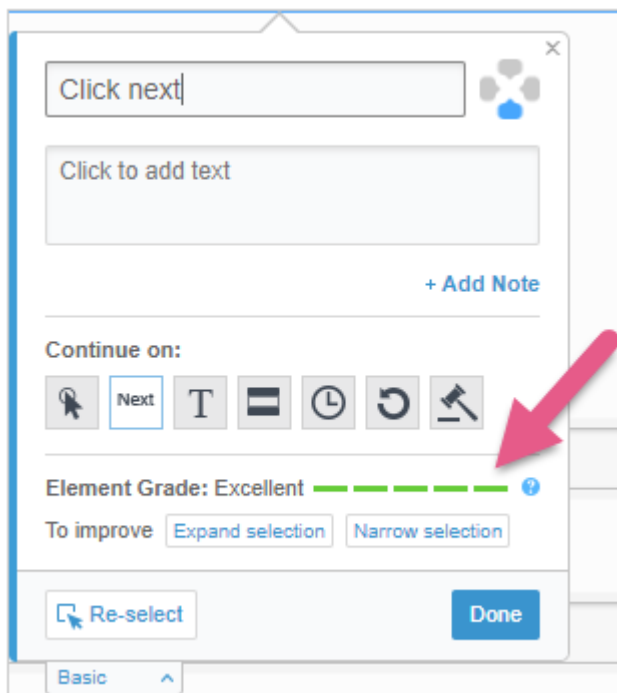 Click next
Click to add text
+ Add Note
Continue on:
Next T
Element Grade: Excellent ?
To improve Expand selection Narrow selection
Re-select Done
Basic